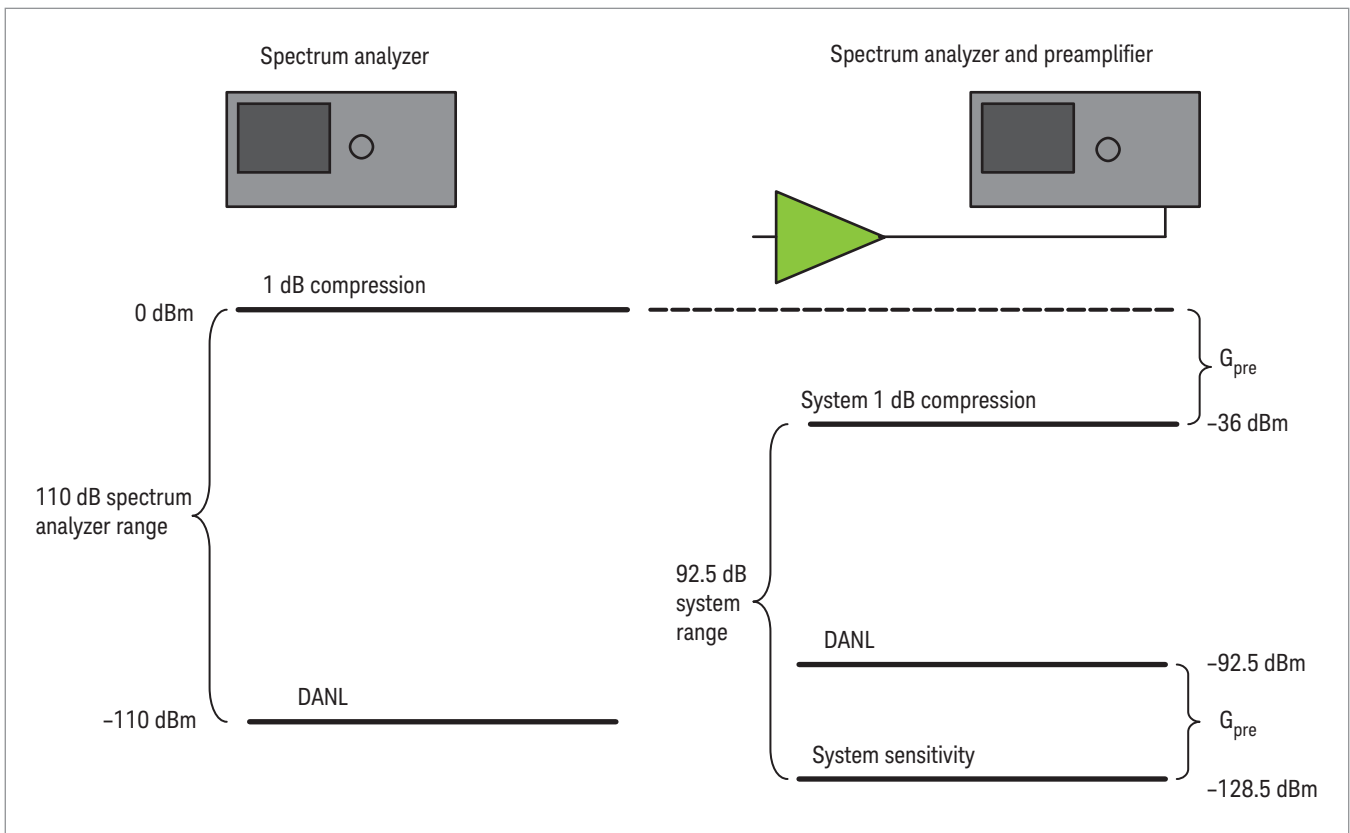 Spectrum analyzer
Spectrum analyzer and preamplifier
1 dB compression
0 dBm
G_pre
System 1 dB compression
–36 dBm
110 dB spectrum
analyzer range
92.5 dB
system
range
DANL
–92.5 dBm
DANL
–110 dBm
G_pre
System sensitivity
–128.5 dBm